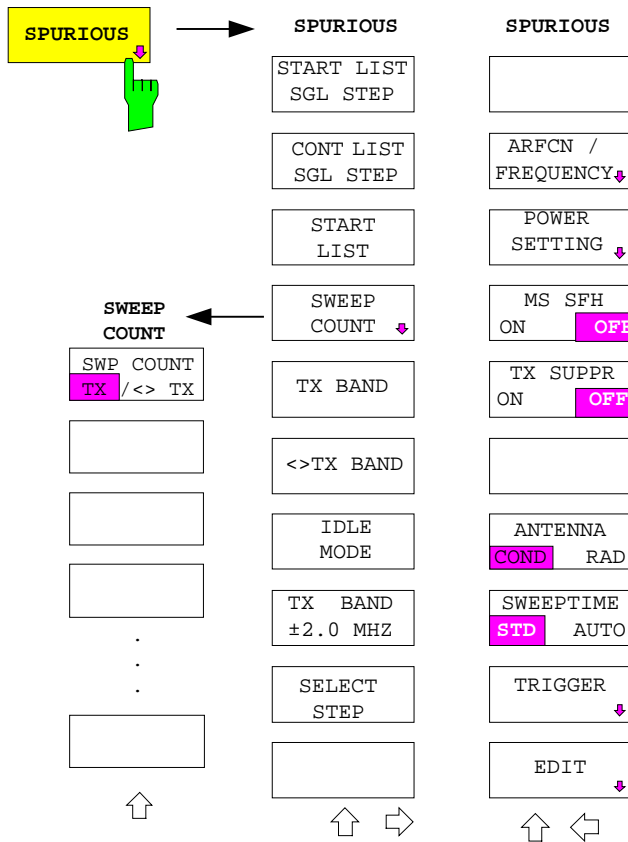 SPURIOUS
SPURIOUS
START LIST
SGL STEP
CONT LIST
SGL STEP
START
LIST
SWEEP
COUNT
TX BAND
<>TX BAND
IDLE
MODE
TX BAND
±2.0 MHZ
SELECT
STEP
SPURIOUS
ARFCN /
FREQUENCY
POWER
SETTING
MS SFH
ON OFF
TX SUPPR
ON OFF
ANTENNA
COND RAD
SWEEPTIME
STD AUTO
TRIGGER
EDIT
SWEEP
COUNT
SWP COUNT
TX /<> TX
.
.
.